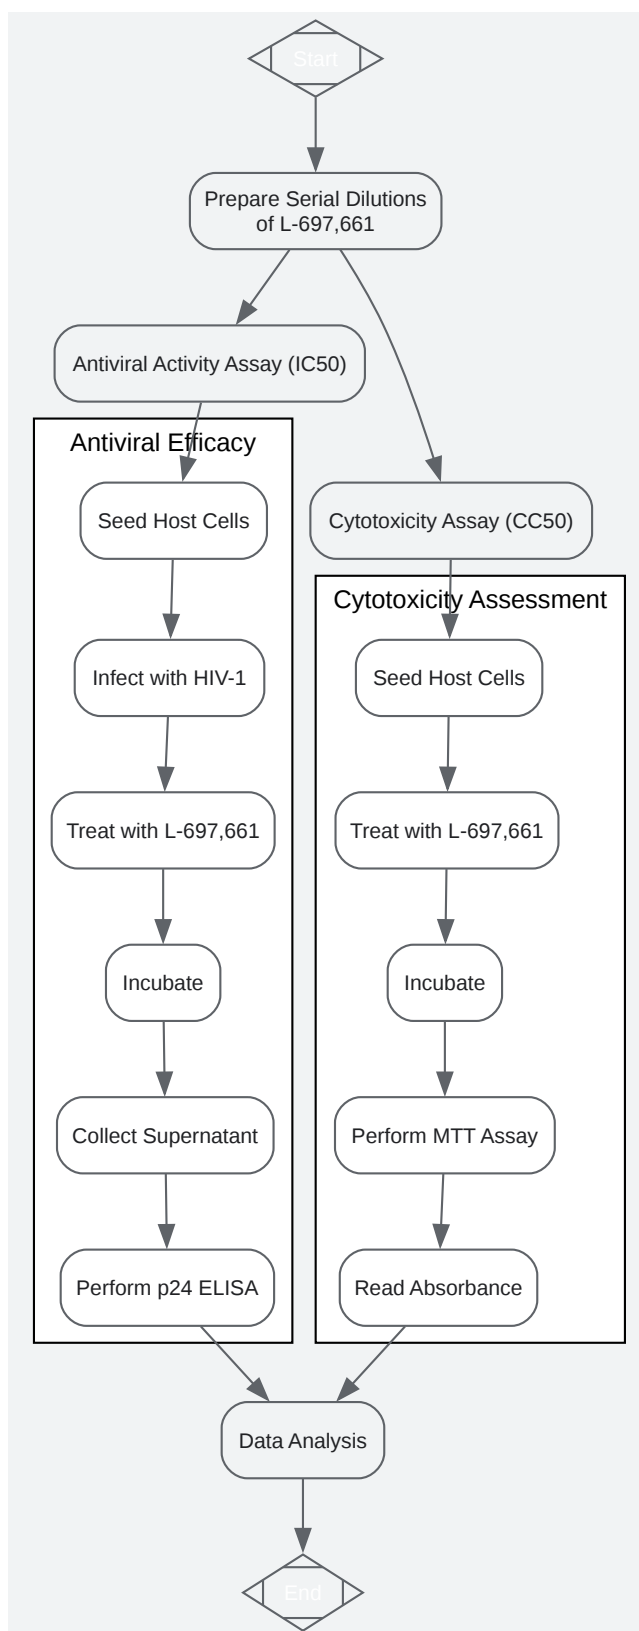 Start
Prepare Serial Dilutions
of L-697,661
Antiviral Activity Assay (IC50)
Antiviral Efficacy
Seed Host Cells
Infect with HIV-1
Treat with L-697,661
Incubate
Collect Supernatant
Perform p24 ELISA
Cytotoxicity Assay (CC50)
Cytotoxicity Assessment
Seed Host Cells
Treat with L-697,661
Incubate
Perform MTT Assay
Read Absorbance
Data Analysis
End